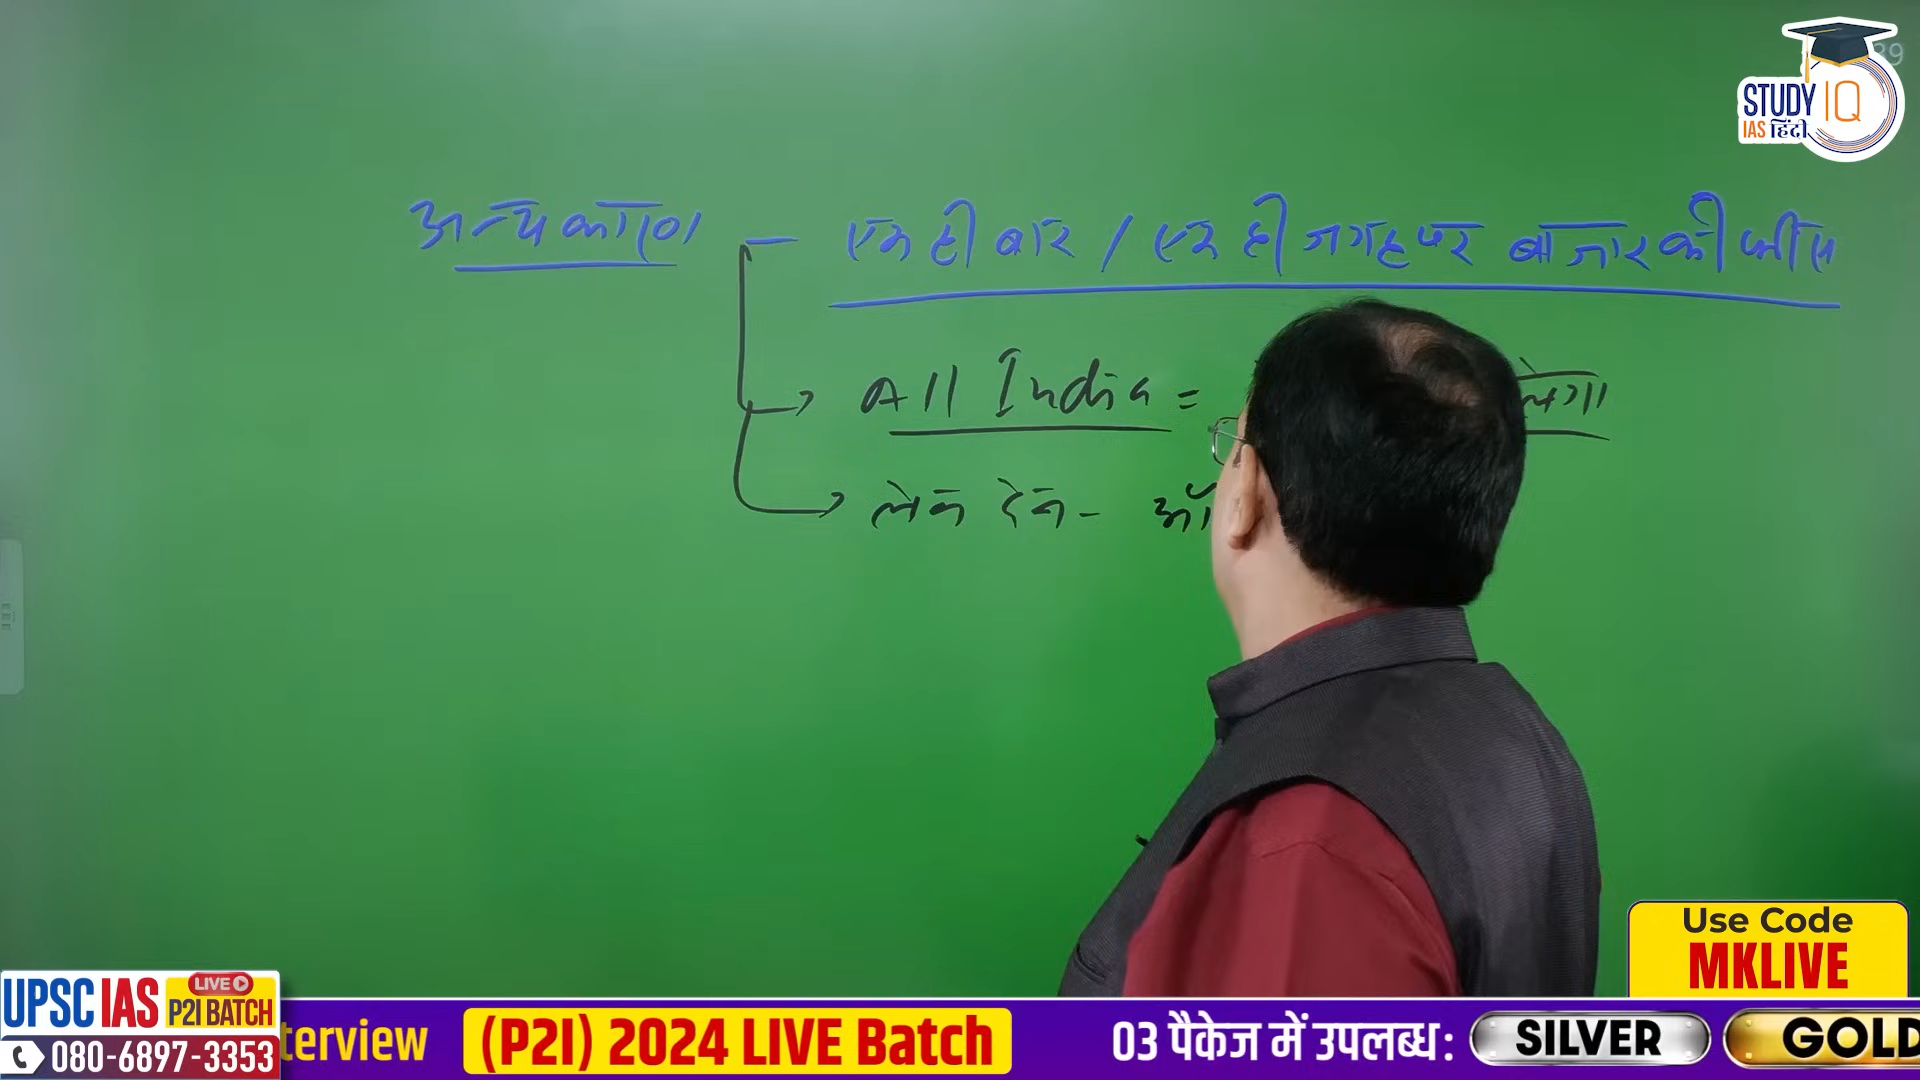 STUDY IQ
IAS हिंदी
अन्य कारण - एक ही बार / एक ही जगह पर बाजार की फीस
All India =
लेन देन -
Use Code
MKLIVE
UPSC IAS LIVE P2I BATCH
080-6897-3353
terview (P2I) 2024 LIVE Batch 03 पैकेज में उपलब्ध: SILVER GOLD